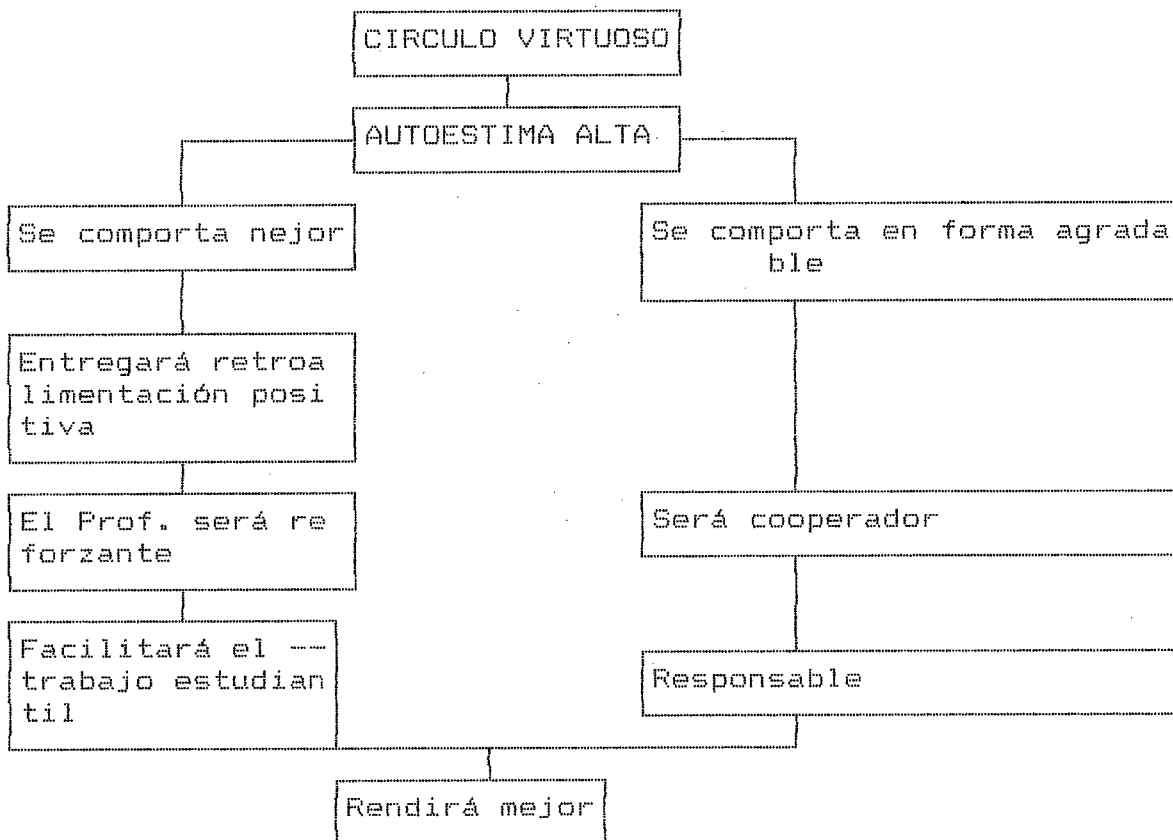 CIRCULO VIRTUOSO
AUTOESTIMA ALTA
Se comporta nejor
Se comporta en forma agrada
ble
Entregará retroa
limentación posi
tiva
El Prof. será re
forzante
Será cooperador
Facilitará el --
trabajo estudian
til
Responsable
Rendirá mejor